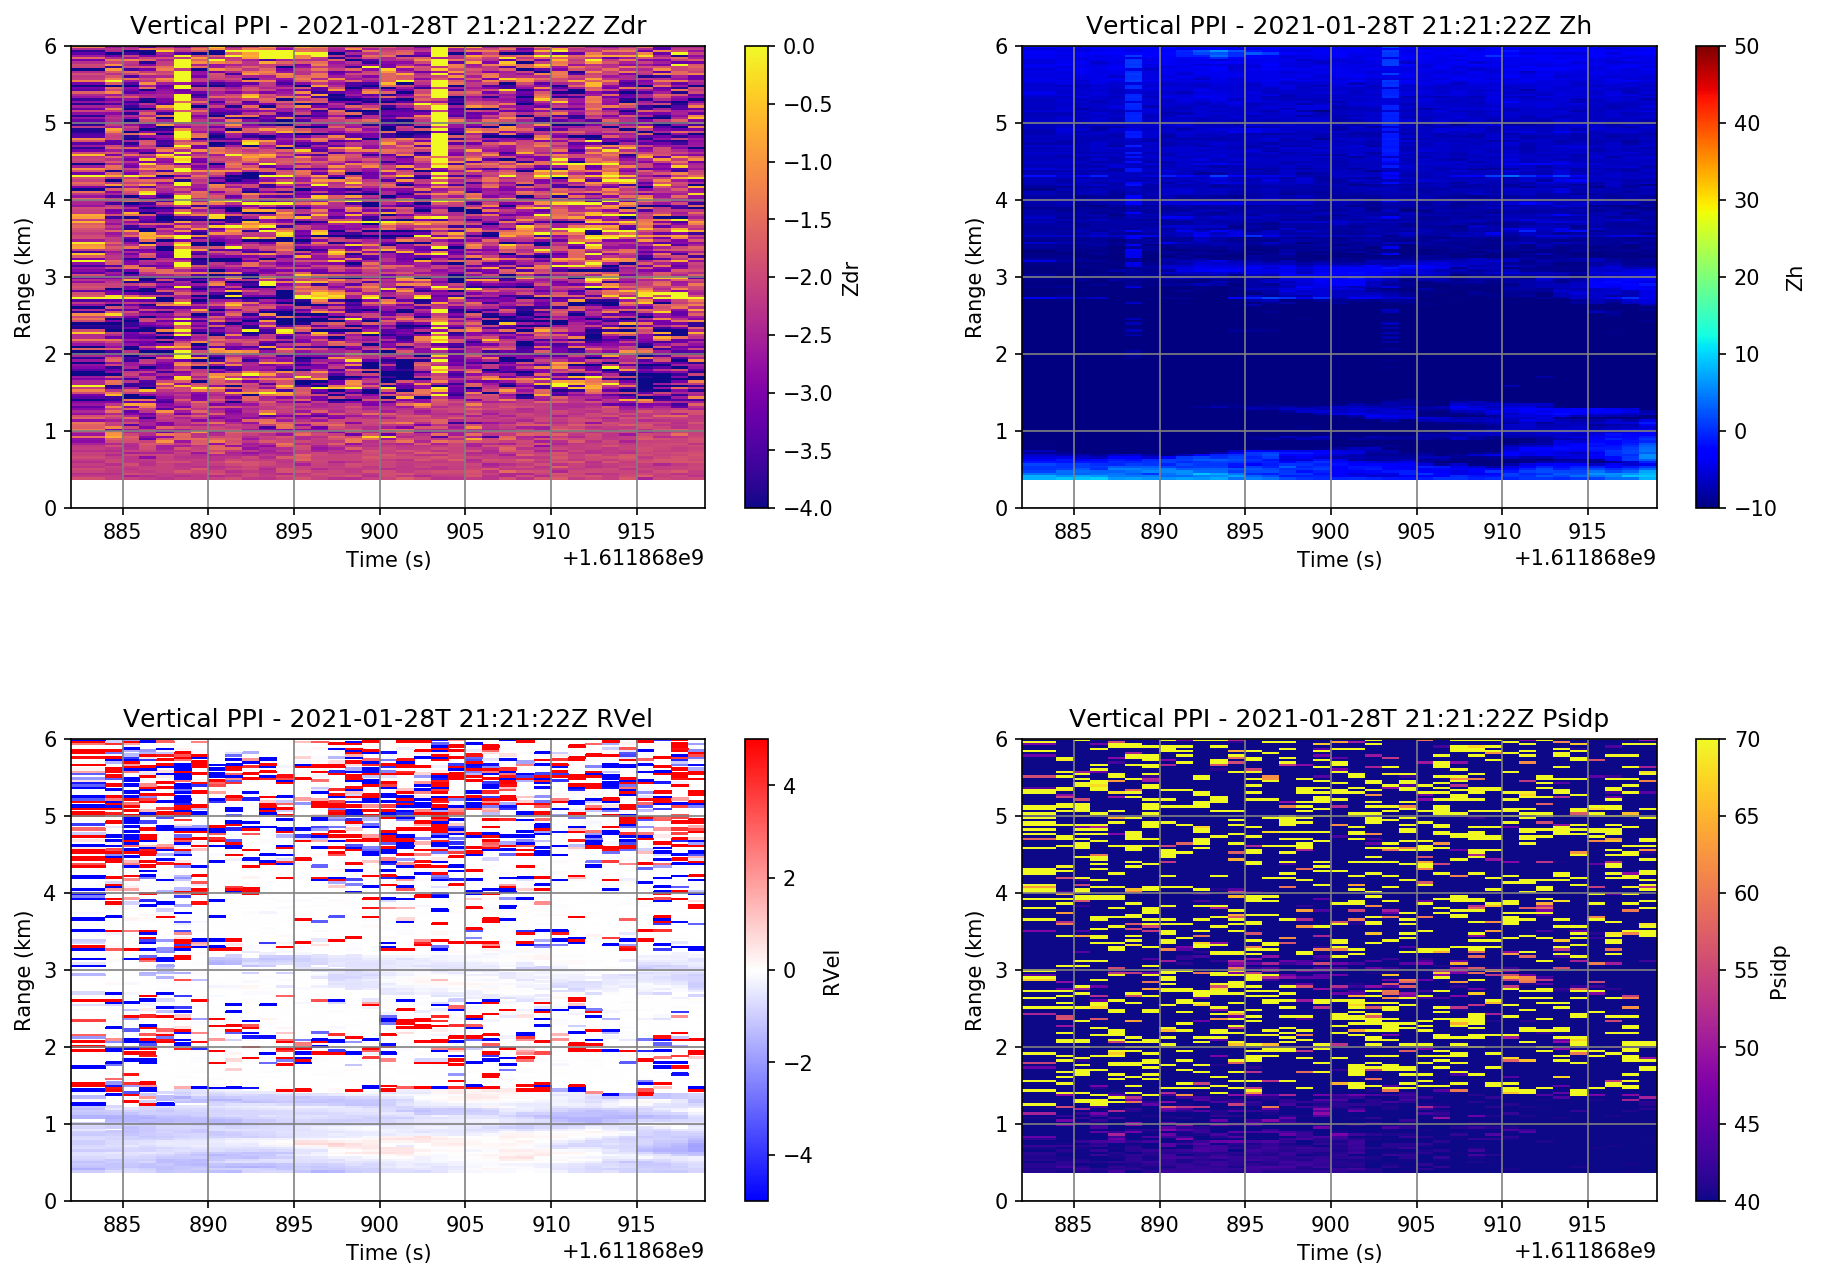 Vertical PPI - 2021-01-28T 21:21:22Z Zdr
6
5
4
3
2
1
0
Range (km)
885 890 895 900 905 910 915
Time (s)
+1.611868e9
0.0
−0.5
−1.0
−1.5
−2.0
−2.5
−3.0
−3.5
−4.0
Zdr
Vertical PPI - 2021-01-28T 21:21:22Z Zh
6
5
4
3
2
1
0
Range (km)
885 890 895 900 905 910 915
Time (s)
+1.611868e9
50
40
30
20
10
0
−10
Zh
Vertical PPI - 2021-01-28T 21:21:22Z RVel
6
5
4
3
2
1
0
Range (km)
885 890 895 900 905 910 915
Time (s)
+1.611868e9
4
2
0
−2
−4
RVel
Vertical PPI - 2021-01-28T 21:21:22Z Psidp
6
5
4
3
2
1
0
Range (km)
885 890 895 900 905 910 915
Time (s)
+1.611868e9
70
65
60
55
50
45
40
Psidp